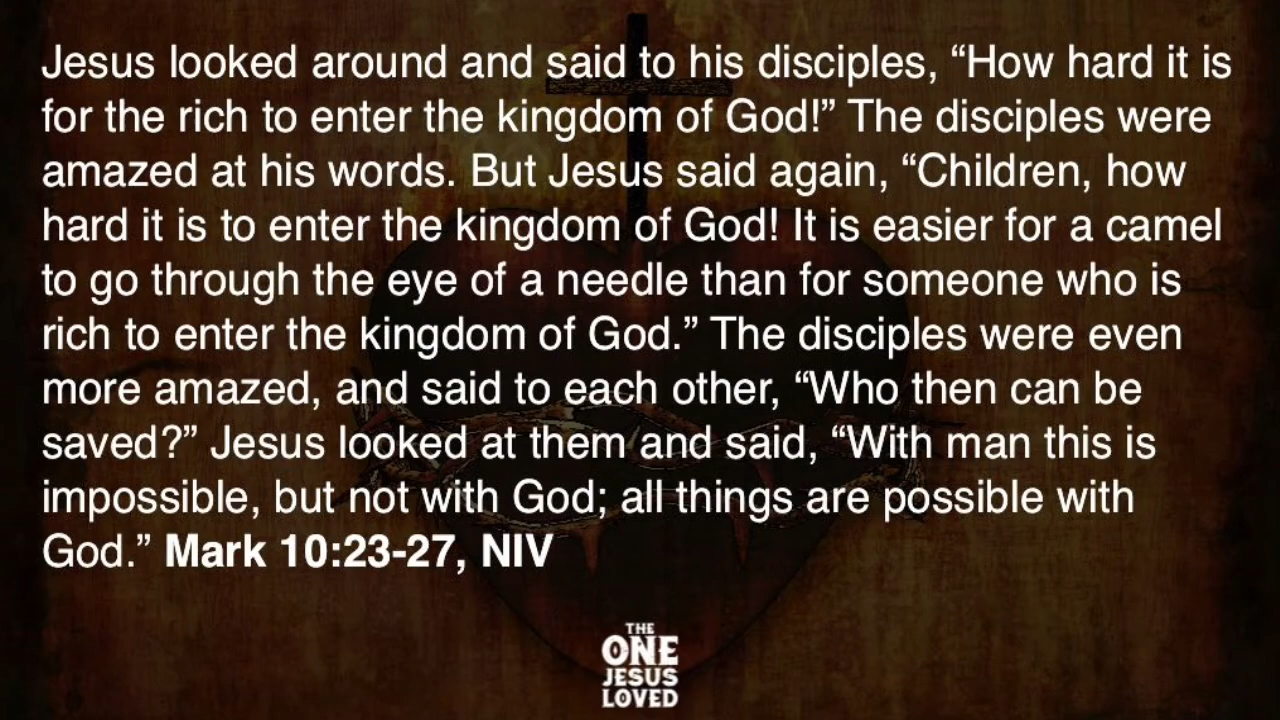 Jesus looked around and said to his disciples, “How hard it is
for the rich to enter the kingdom of God!” The disciples were
amazed at his words. But Jesus said again, “Children, how
hard it is to enter the kingdom of God! It is easier for a camel
to go through the eye of a needle than for someone who is
rich to enter the kingdom of God.” The disciples were even
more amazed, and said to each other, “Who then can be
saved?” Jesus looked at them and said, “With man this is
impossible, but not with God; all things are possible with
God.” Mark 10:23-27, NIV
THE
ONE
JESUS
LOVED